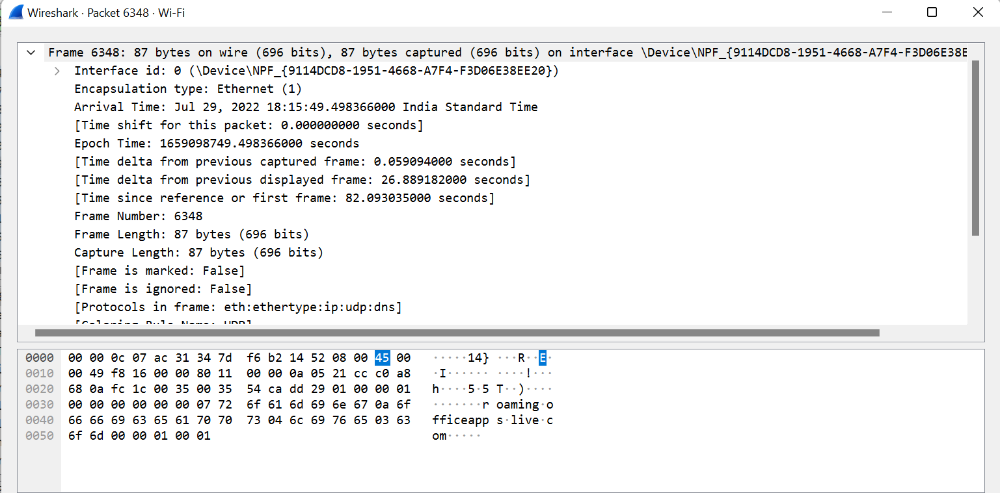 Wireshark · Packet 6348 · Wi-Fi
Frame 6348: 87 bytes on wire (696 bits), 87 bytes captured (696 bits) on interface \Device\NPF_{9114DCD8-1951-4668-A7F4-F3D06E38E
Interface id: 0 (\Device\NPF_{9114DCD8-1951-4668-A7F4-F3D06E38EE20})
Encapsulation type: Ethernet (1)
Arrival Time: Jul 29, 2022 18:15:49.498366000 India Standard Time
[Time shift for this packet: 0.000000000 seconds]
Epoch Time: 1659098749.498366000 seconds
[Time delta from previous captured frame: 0.059094000 seconds]
[Time delta from previous displayed frame: 26.889182000 seconds]
[Time since reference or first frame: 82.093035000 seconds]
Frame Number: 6348
Frame Length: 87 bytes (696 bits)
Capture Length: 87 bytes (696 bits)
[Frame is marked: False]
[Frame is ignored: False]
[Protocols in frame: eth:ethertype:ip:udp:dns]
[Coloring Rule Name: UDP]
0000 00 00 0c 07 ac 31 34 7d f6 b2 14 52 08 00 45 00 ·····14} ···R··E·
0010 00 49 f8 16 00 00 80 11 00 00 0a 05 21 cc c0 a8 ·I······ ····!···
0020 68 0a fc 1c 00 35 00 35 54 ca dd 29 01 00 00 01 h····5·5 T··)····
0030 00 00 00 00 00 00 07 72 6f 61 6d 69 6e 67 0a 6f ·······r oaming·o
0040 66 66 69 63 65 61 70 70 73 04 6c 69 76 65 03 63 fficeapp s·live·c
0050 6f 6d 00 00 01 00 01 om·····